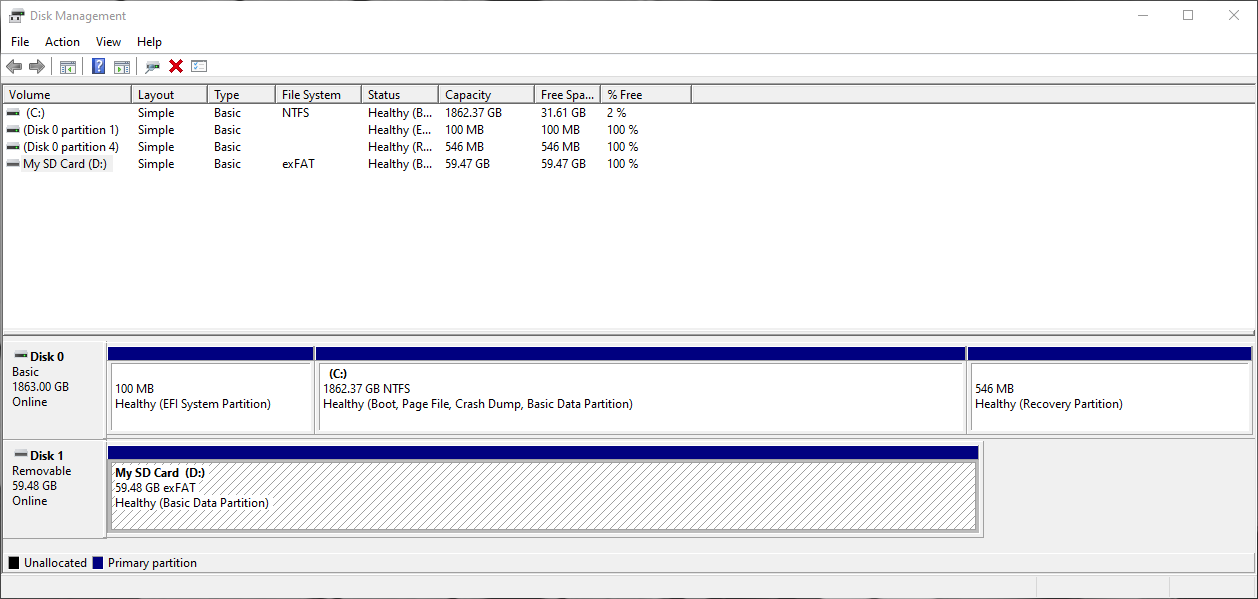 Disk Management
File Action View Help
Volume Layout Type File System Status Capacity Free Spa... % Free
(C:) Simple Basic NTFS Healthy (B... 1862.37 GB 31.61 GB 2 %
(Disk 0 partition 1) Simple Basic Healthy (E... 100 MB 100 MB 100 %
(Disk 0 partition 4) Simple Basic Healthy (R... 546 MB 546 MB 100 %
My SD Card (D:) Simple Basic exFAT Healthy (B... 59.47 GB 59.47 GB 100 %
Disk 0
Basic
1863.00 GB
Online
100 MB
Healthy (EFI System Partition)
(C:)
1862.37 GB NTFS
Healthy (Boot, Page File, Crash Dump, Basic Data Partition)
546 MB
Healthy (Recovery Partition)
Disk 1
Removable
59.48 GB
Online
My SD Card (D:)
59.48 GB exFAT
Healthy (Basic Data Partition)
Unallocated Primary partition